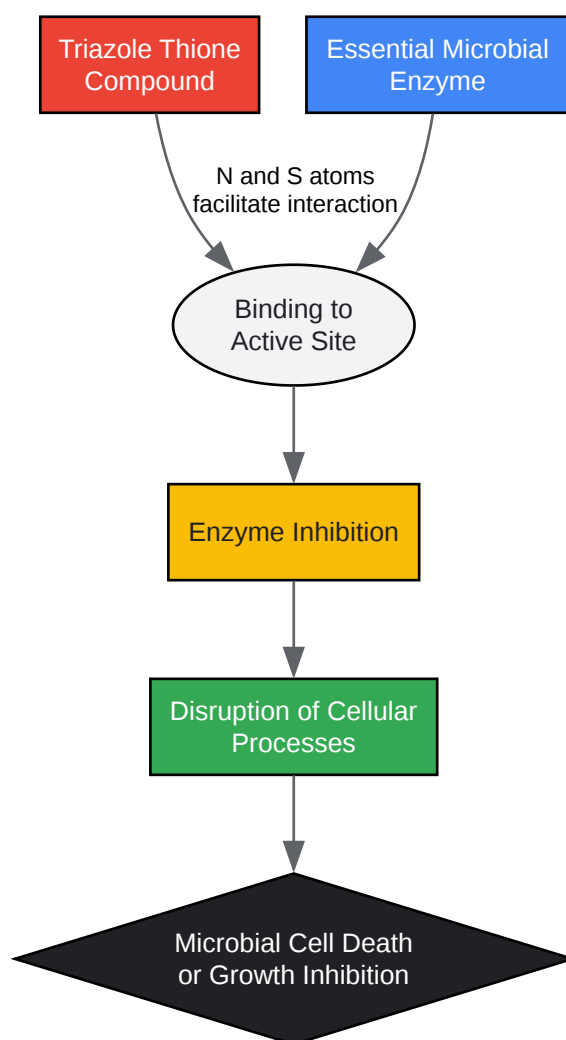 Triazole Thione
Compound
Essential Microbial
Enzyme
N and S atoms
facilitate interaction
Binding to
Active Site
Enzyme Inhibition
Disruption of Cellular
Processes
Microbial Cell Death
or Growth Inhibition